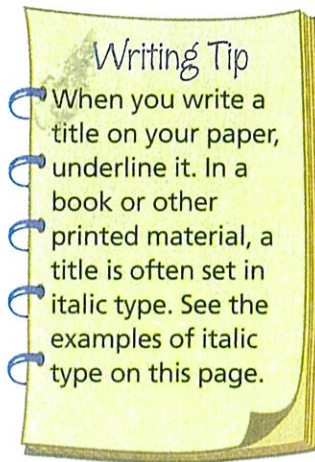 Writing Tip
When you write a
title on your paper,
underline it. In a
book or other
printed material, a
title is often set in
italic type. See the
examples of italic
type on this page.